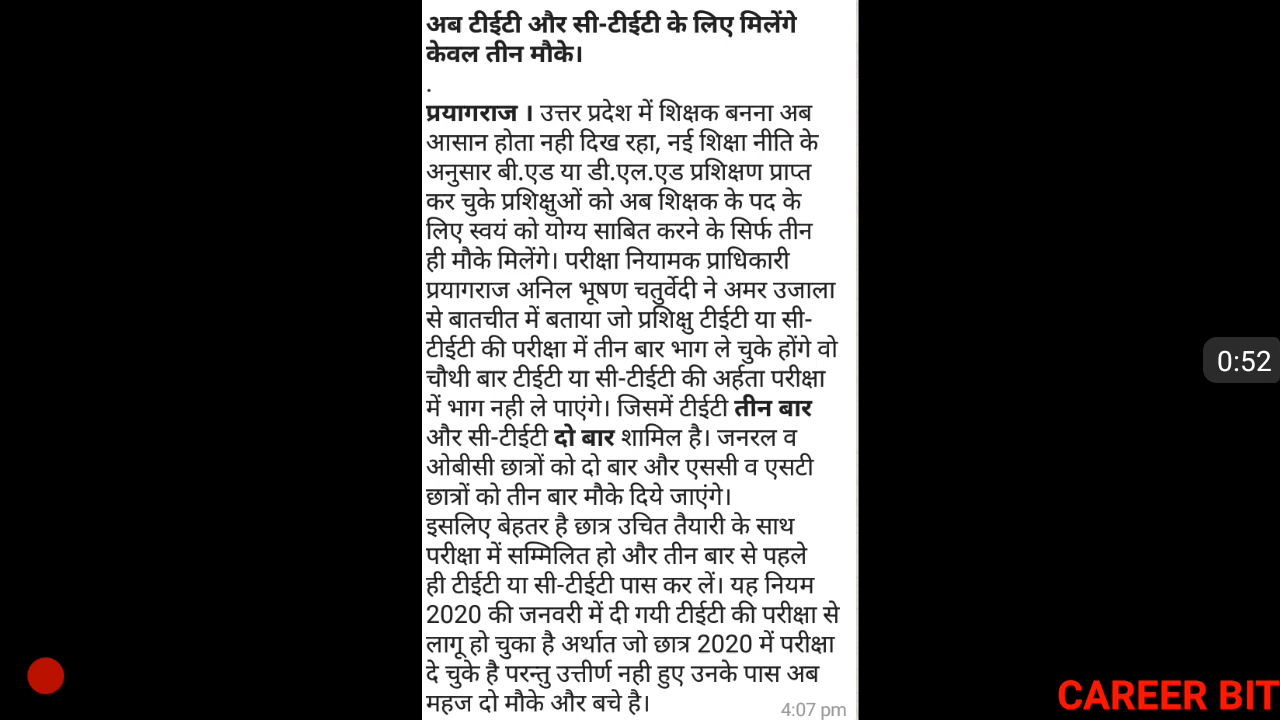 अब टीईटी और सी-टीईटी के लिए मिलेंगे
केवल तीन मौके।
.
प्रयागराज । उत्तर प्रदेश में शिक्षक बनना अब
आसान होता नही दिख रहा, नई शिक्षा नीति के
अनुसार बी.एड या डी.एल.एड प्रशिक्षण प्राप्त
कर चुके प्रशिक्षुओं को अब शिक्षक के पद के
लिए स्वयं को योग्य साबित करने के सिर्फ तीन
ही मौके मिलेंगे। परीक्षा नियामक प्राधिकारी
प्रयागराज अनिल भूषण चतुर्वेदी ने अमर उजाला
से बातचीत में बताया जो प्रशिक्षु टीईटी या सी-
टीईटी की परीक्षा में तीन बार भाग ले चुके होंगे वो
चौथी बार टीईटी या सी-टीईटी की अर्हता परीक्षा
में भाग नही ले पाएंगे। जिसमें टीईटी तीन बार
और सी-टीईटी दो बार शामिल है। जनरल व
ओबीसी छात्रों को दो बार और एससी व एसटी
छात्रों को तीन बार मौके दिये जाएंगे।
इसलिए बेहतर है छात्र उचित तैयारी के साथ
परीक्षा में सम्मिलित हो और तीन बार से पहले
ही टीईटी या सी-टीईटी पास कर लें। यह नियम
2020 की जनवरी में दी गयी टीईटी की परीक्षा से
लागू हो चुका है अर्थात जो छात्र 2020 में परीक्षा
दे चुके है परन्तु उत्तीर्ण नही हुए उनके पास अब
महज दो मौके और बचे है।
4:07 pm
0:52
CAREER BIT